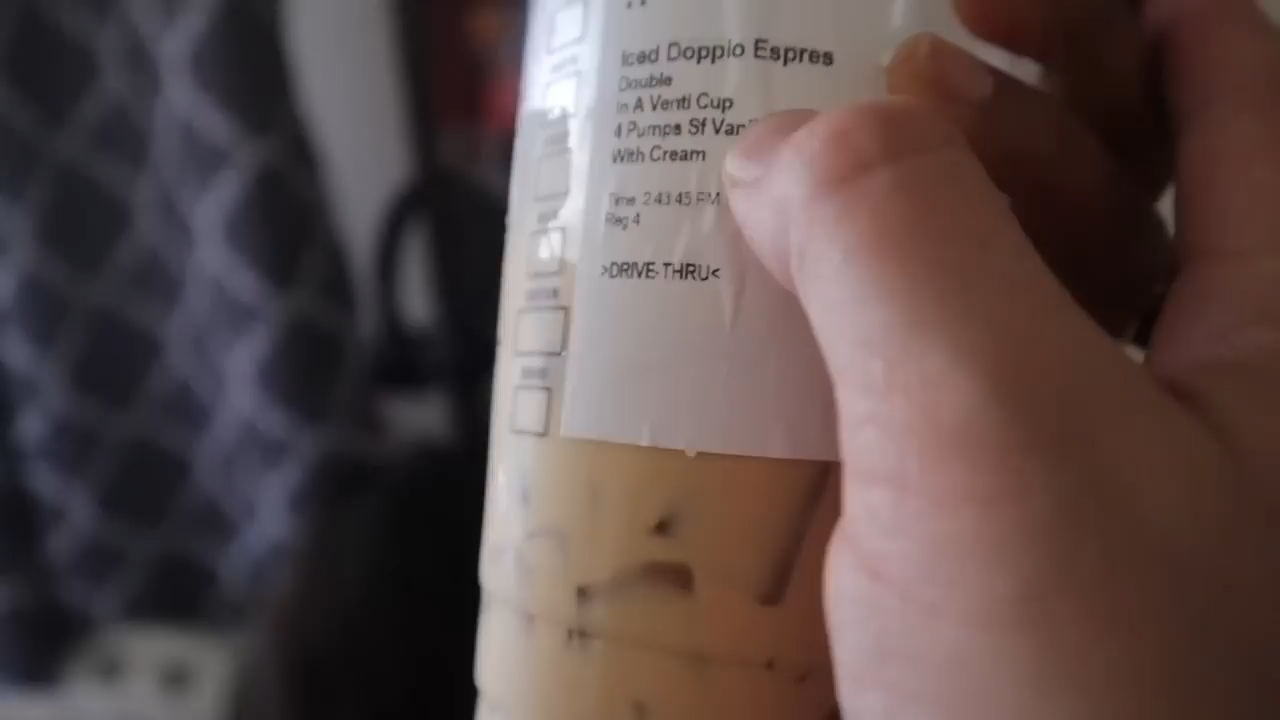 Iced Doppio Espres
Double
In A Venti Cup
4 Pumps Sf Van
With Cream
Time 2:43:45 PM
Reg 4
>DRIVE-THRU<